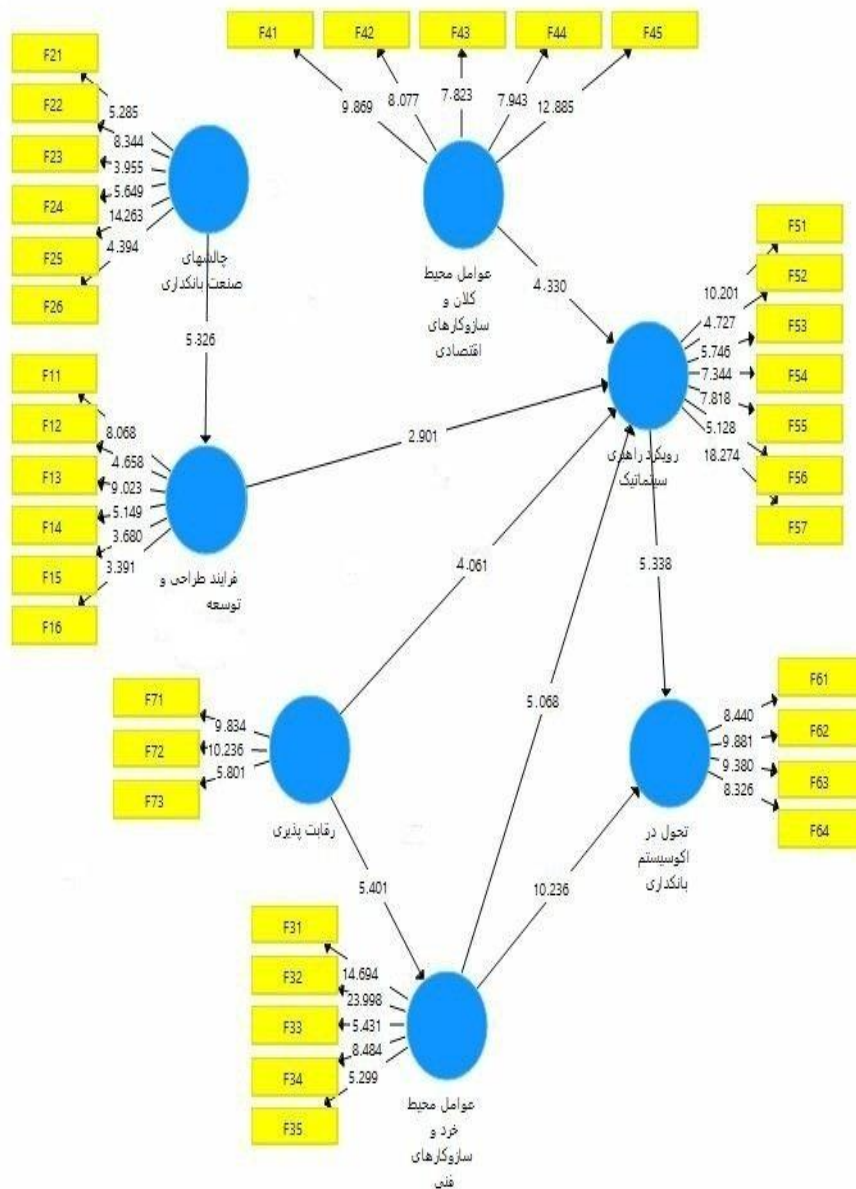 F41
F42
F43
F44
F45
9.869
8.077
7.823
7.943
12.885
عوامل محیط
کلان و
سازوکارهای
اقتصادی
F21
F22
F23
F24
F25
F26
5.285
8.344
3.955
5.649
14.263
4.394
چالشهای
صنعت بانکداری
5.326
4.330
F51
F52
F53
F54
F55
F56
F57
10.201
4.727
5.746
7.344
7.818
5.128
18.274
رویکرد راهبری
سیتماتیک
F11
F12
F13
F14
F15
F16
8.068
4.658
9.023
5.149
3.680
3.391
فرایند طراحی و
توسعه
2.901
4.061
5.068
5.338
F71
F72
F73
9.834
10.236
5.801
رقابت پذیری
5.401
10.236
F61
F62
F63
F64
8.440
9.881
9.380
8.326
تحول در
اکوسیستم
بانکداری
F31
F32
F33
F34
F35
14.694
23.998
5.431
8.484
5.299
عوامل محیط
خرد و
سازوکارهای
فنی